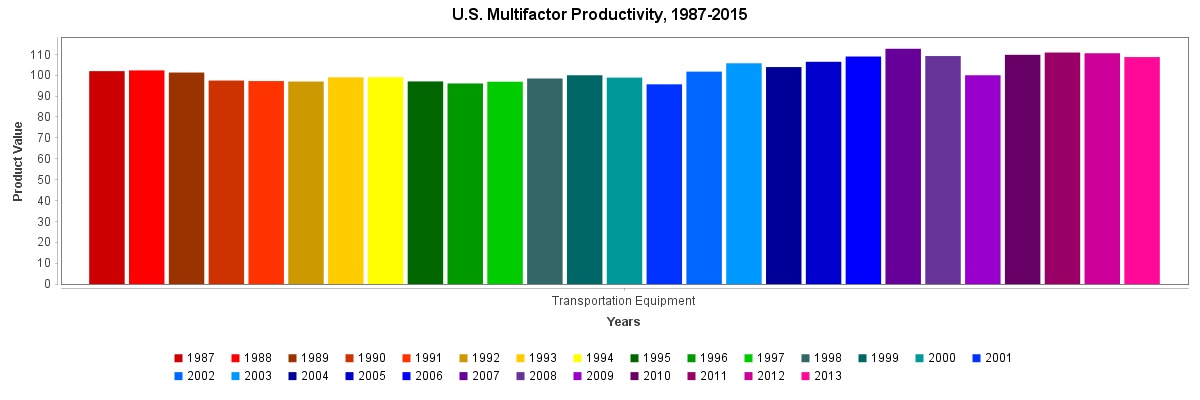 U.S. Multifactor Productivity, 1987-2015
110
100
90
80
70
60
50
40
30
20
10
0
Product Value
Transportation Equipment
Years
1987 1988 1989 1990 1991 1992 1993 1994 1995 1996 1997 1998 1999 2000 2001
2002 2003 2004 2005 2006 2007 2008 2009 2010 2011 2012 2013